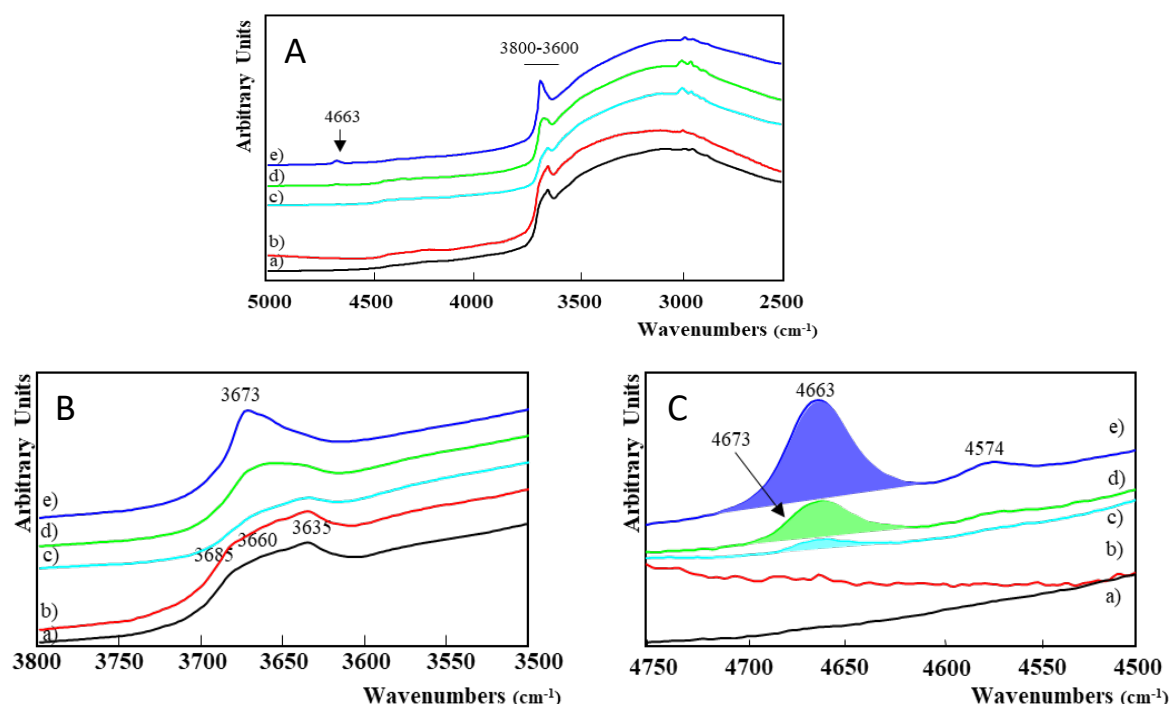 A
Arbitrary Units
3800-3600
4663
e)
d)
c)
b)
a)
5000 4500 4000 3500 3000 2500
Wavenumbers (cm-1)
B
Arbitrary Units
3673
e)
d)
c)
3685 3660 3635
b)
a)
3800 3750 3700 3650 3600 3550 3500
Wavenumbers (cm-1)
C
Arbitrary Units
4663
4673
4574
e)
d)
c)
b)
a)
4750 4700 4650 4600 4550 4500
Wavenumbers (cm-1)